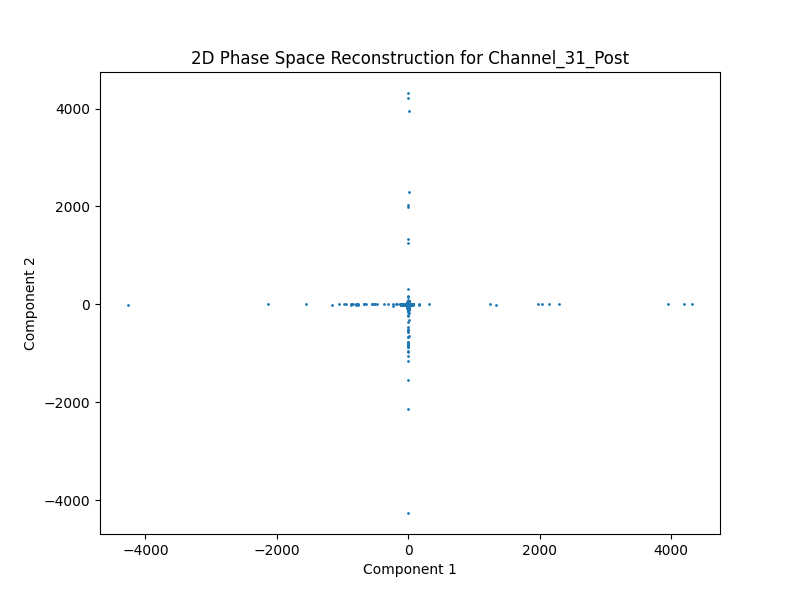 2D Phase Space Reconstruction for Channel_31_Post
4000
2000
0
−2000
−4000
Component 2
−4000 −2000 0 2000 4000
Component 1